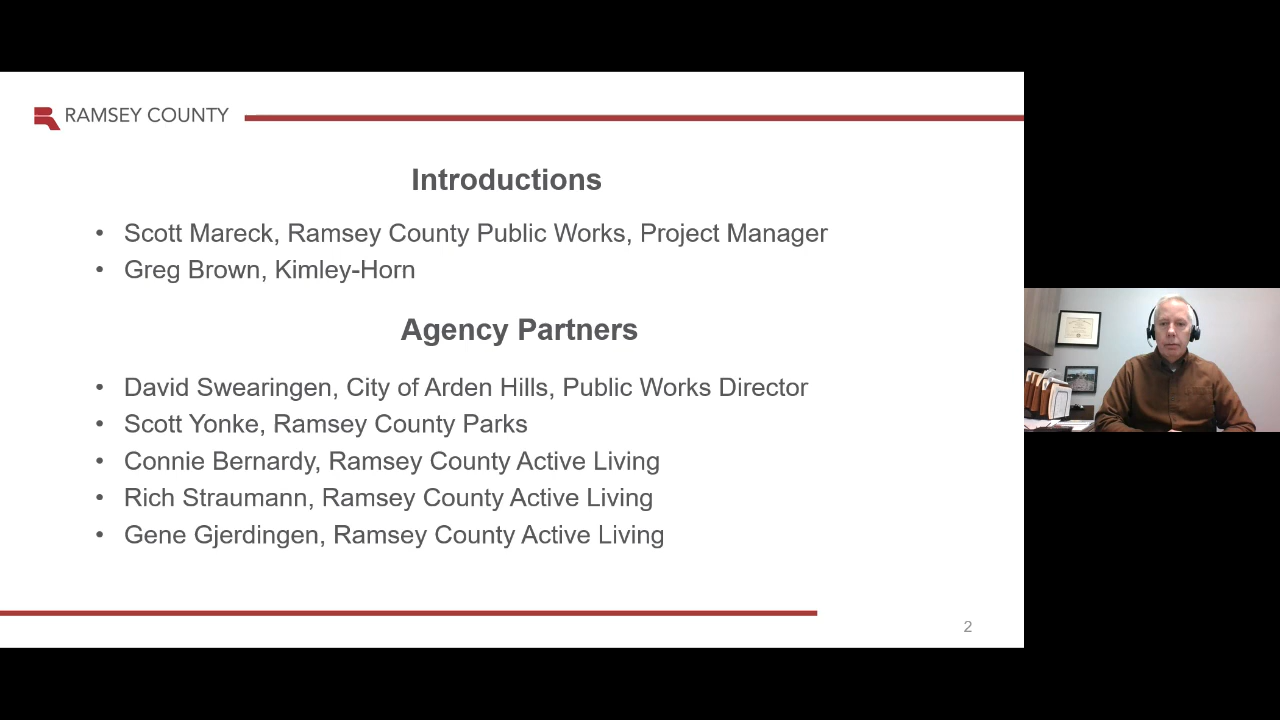 RAMSEY COUNTY
Introductions
• Scott Mareck, Ramsey County Public Works, Project Manager
• Greg Brown, Kimley-Horn
Agency Partners
• David Swearingen, City of Arden Hills, Public Works Director
• Scott Yonke, Ramsey County Parks
• Connie Bernardy, Ramsey County Active Living
• Rich Straumann, Ramsey County Active Living
• Gene Gjerdingen, Ramsey County Active Living
2